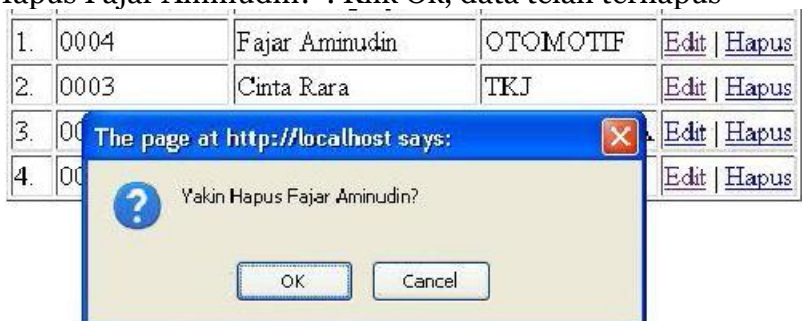 Hapus Fajar Aminudin? . Klik Ok, data telah terhapus
1. 0004 Fajar Aminudin OTOMOTIF Edit | Hapus
2. 0003 Cinta Rara TKJ Edit | Hapus
3. Edit | Hapus
The page at http://localhost says:
4. Edit | Hapus
Yakin Hapus Fajar Aminudin?
OK Cancel